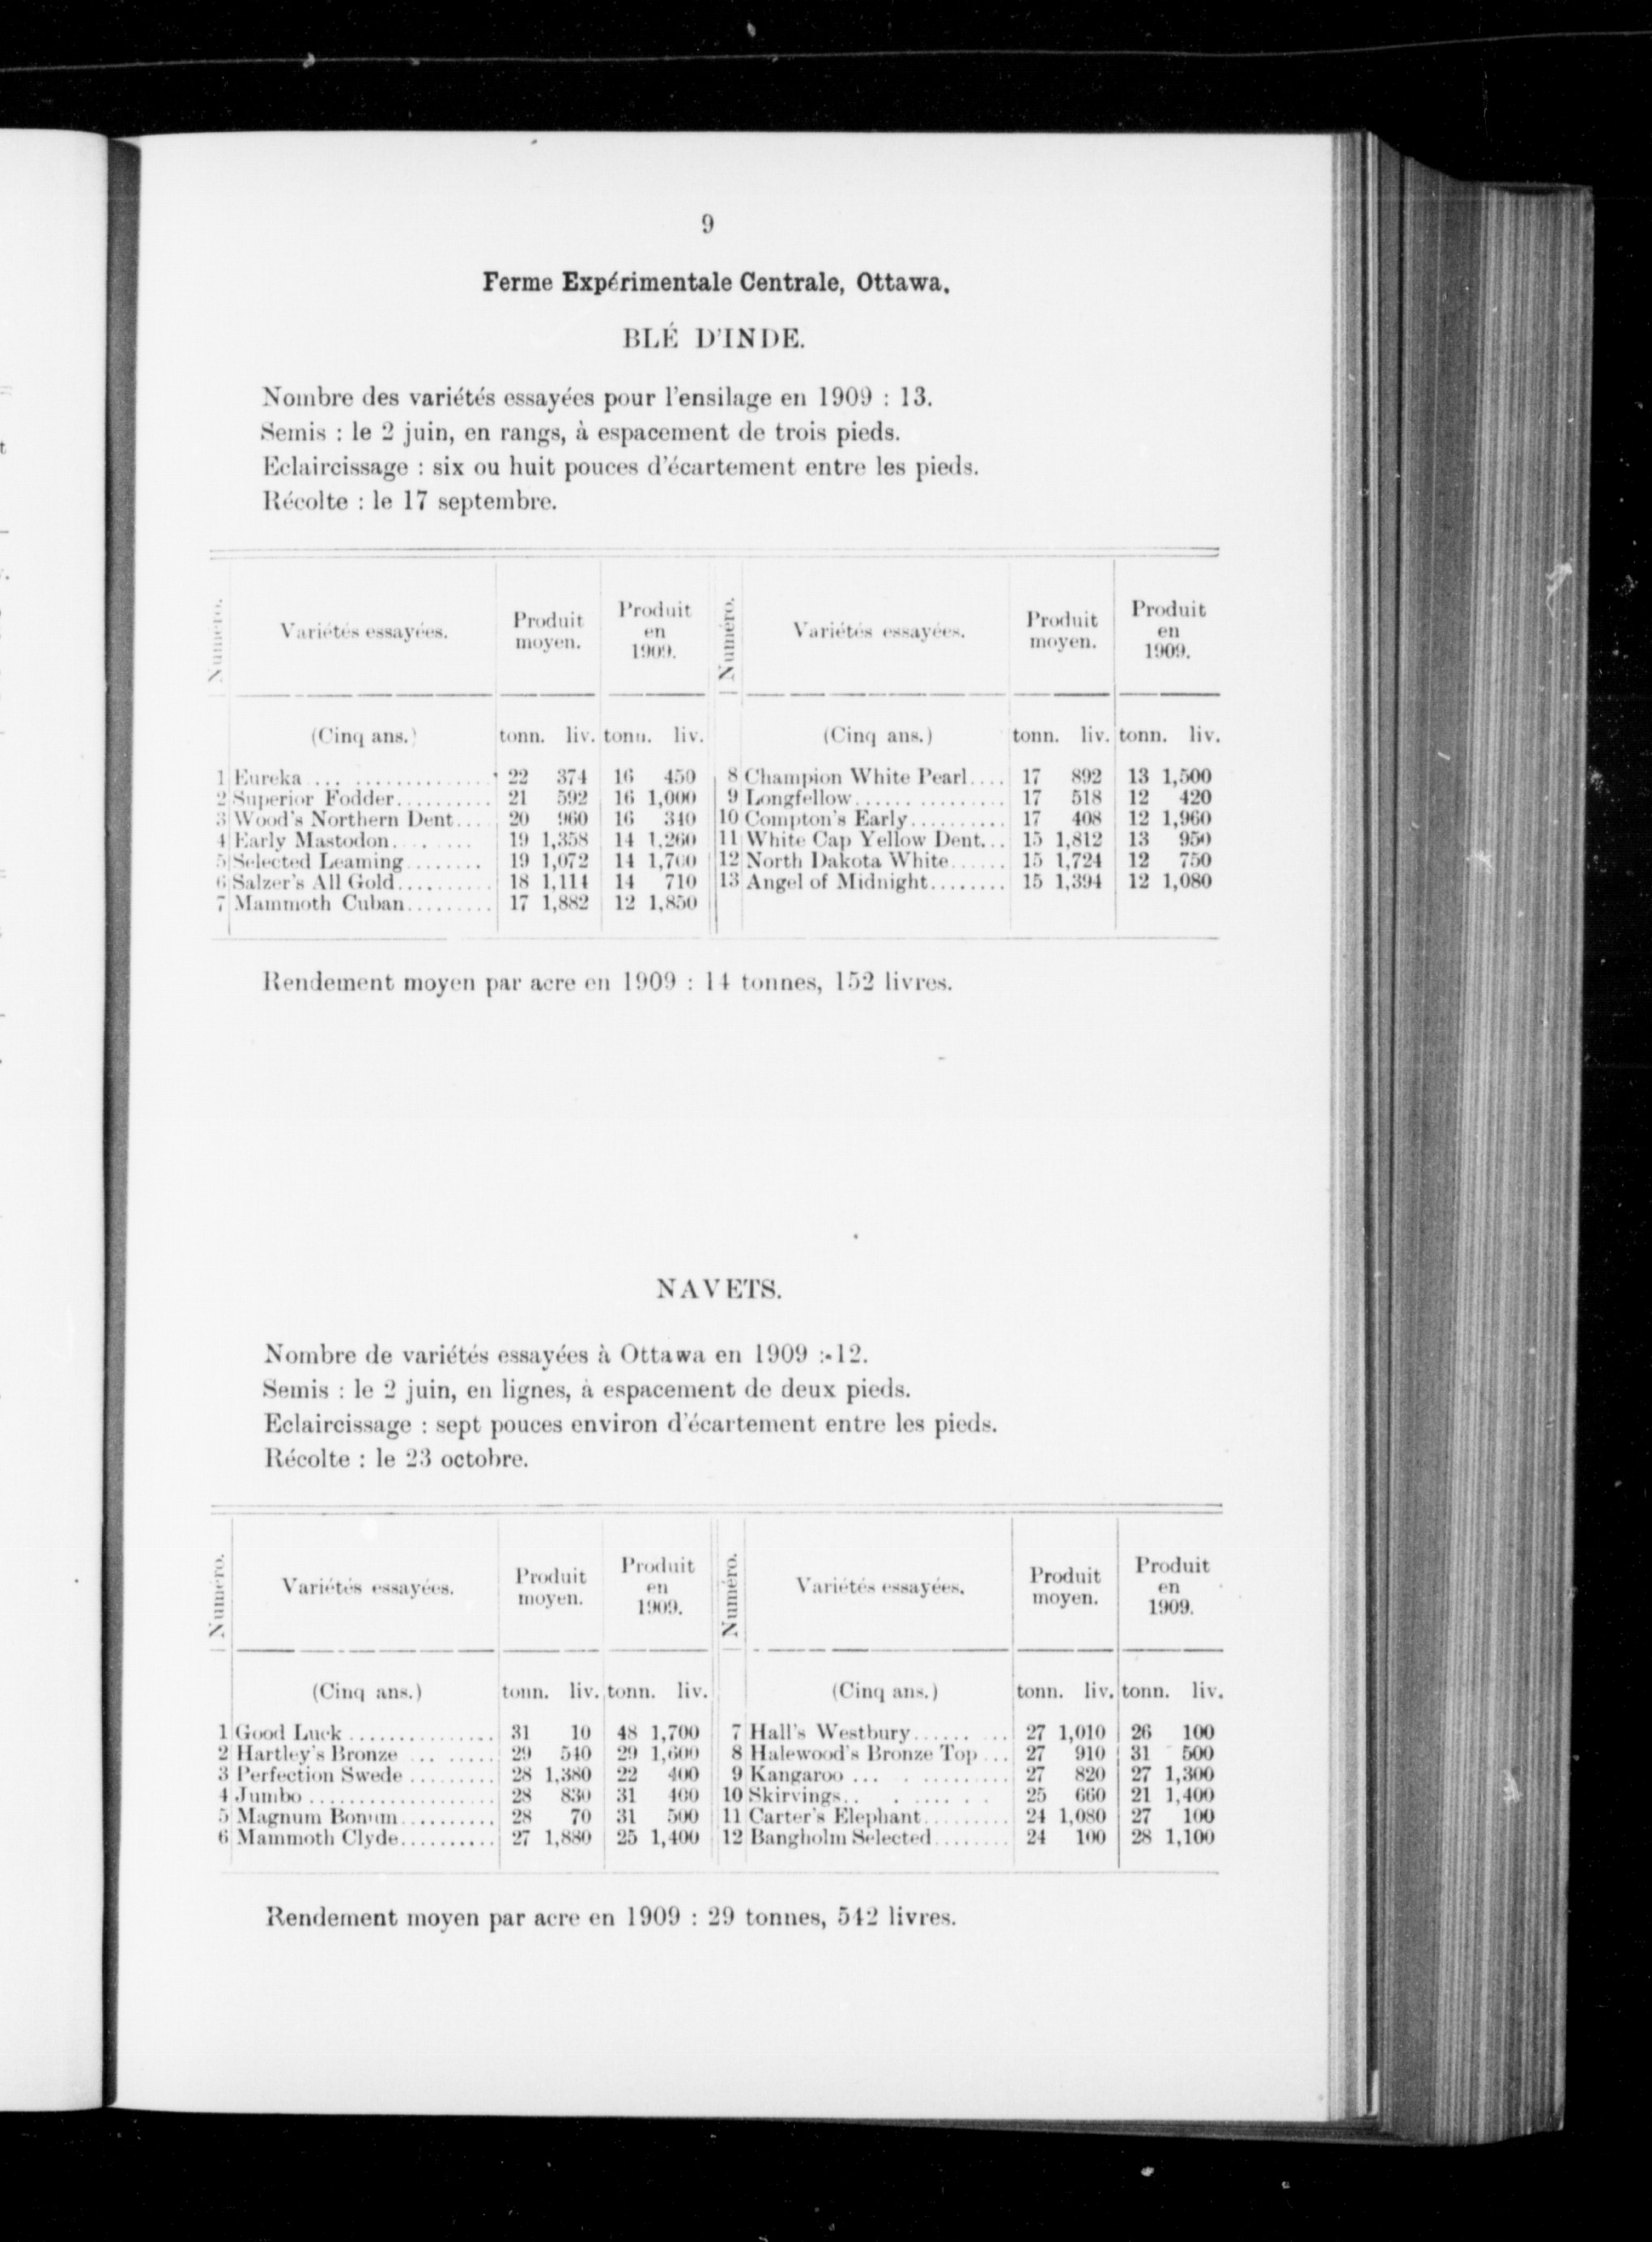 9
Ferme Expérimentale Centrale, Ottawa.
BLÉ D'INDE.
Nombre des variétés essayées pour l'ensilage en 1909 : 13.
Semis : le 2 juin, en rangs, à espacement de trois pieds.
Eclaircissage : six ou huit pouces d'écartement entre les pieds.
Récolte : le 17 septembre.
Numéro. Variétés essayées. Produit moyen. Produit en 1909. Numéro. Variétés essayées. Produit moyen. Produit en 1909.
(Cinq ans.) tonn. liv. tonn. liv. (Cinq ans.) tonn. liv. tonn. liv.
1 Eureka 22 374 16 450 8 Champion White Pearl.... 17 892 13 1,500
2 Superior Fodder.......... 21 592 16 1,000 9 Longfellow............... 17 518 12 420
3 Wood's Northern Dent... 20 960 16 340 10 Compton's Early.......... 17 408 12 1,960
4 Early Mastodon........ 19 1,358 14 1,260 11 White Cap Yellow Dent... 15 1,812 13 950
5 Selected Leaming........ 19 1,072 14 1,700 12 North Dakota White...... 15 1,724 12 750
6 Salzer's All Gold.......... 18 1,114 14 710 13 Angel of Midnight........ 15 1,394 12 1,080
7 Mammoth Cuban......... 17 1,882 12 1,850
Rendement moyen par acre en 1909 : 14 tonnes, 152 livres.
NAVETS.
Nombre de variétés essayées à Ottawa en 1909 : 12.
Semis : le 2 juin, en lignes, à espacement de deux pieds.
Eclaircissage : sept pouces environ d'écartement entre les pieds.
Récolte : le 23 octobre.
Numéro. Variétés essayées. Produit moyen. Produit en 1909. Numéro. Variétés essayées. Produit moyen. Produit en 1909.
(Cinq ans.) tonn. liv. tonn. liv. (Cinq ans.) tonn. liv. tonn. liv.
1 Good Luck.............. 31 10 48 1,700 7 Hall's Westbury......... 27 1,010 26 100
2 Hartley's Bronze ........ 29 540 29 1,600 8 Halewood's Bronze Top ... 27 910 31 500
3 Perfection Swede ......... 28 1,380 22 400 9 Kangaroo ............ 27 820 27 1,300
4 Jumbo ................... 28 830 31 400 10 Skirvings.. ........ 25 660 21 1,400
5 Magnum Bonum.......... 28 70 31 500 11 Carter's Elephant......... 24 1,080 27 100
6 Mammoth Clyde.......... 27 1,880 25 1,400 12 Bangholm Selected........ 24 100 28 1,100
Rendement moyen par acre en 1909 : 29 tonnes, 542 livres.